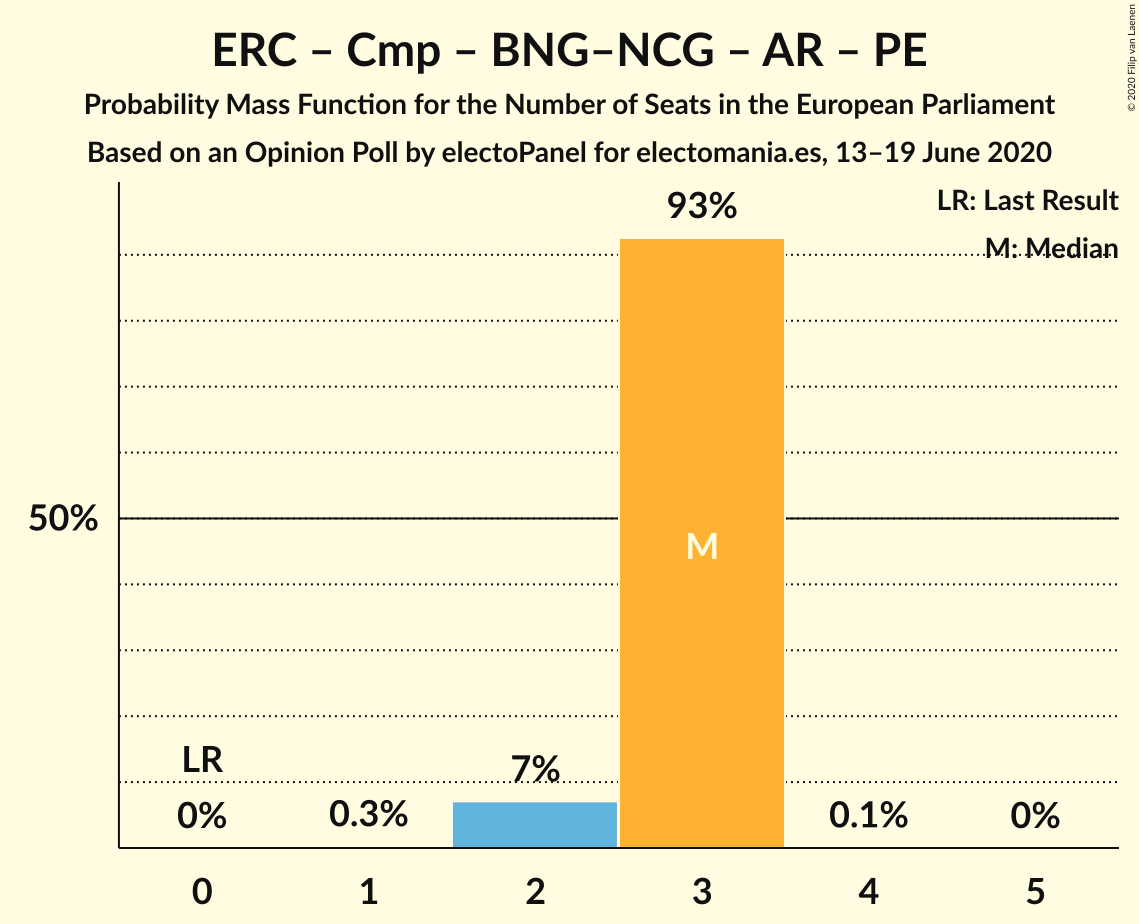 ERC – Cmp – BNG–NCG – AR – PE
Probability Mass Function for the Number of Seats in the European Parliament
Based on an Opinion Poll by electoPanel for electomania.es, 13–19 June 2020
© 2020 Filip van Laenen
LR: Last Result
M: Median
93%
50%
M
LR
7%
0%
0.3%
0.1%
0%
0 1 2 3 4 5